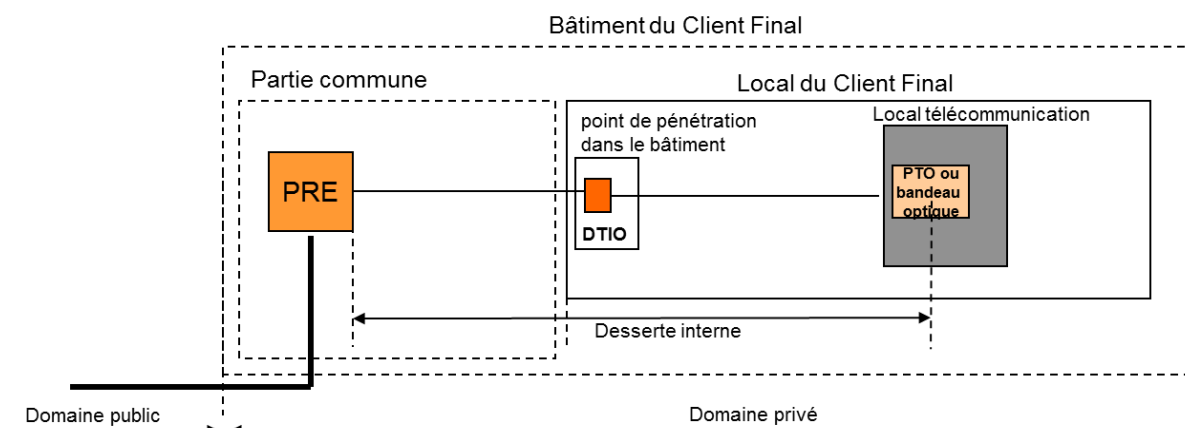 Bâtiment du Client Final
Partie commune
Local du Client Final
point de pénétration
dans le bâtiment
Local télécommunication
PRE
PTO ou
bandeau
optique
DTIO
Desserte interne
Domaine public
Domaine privé